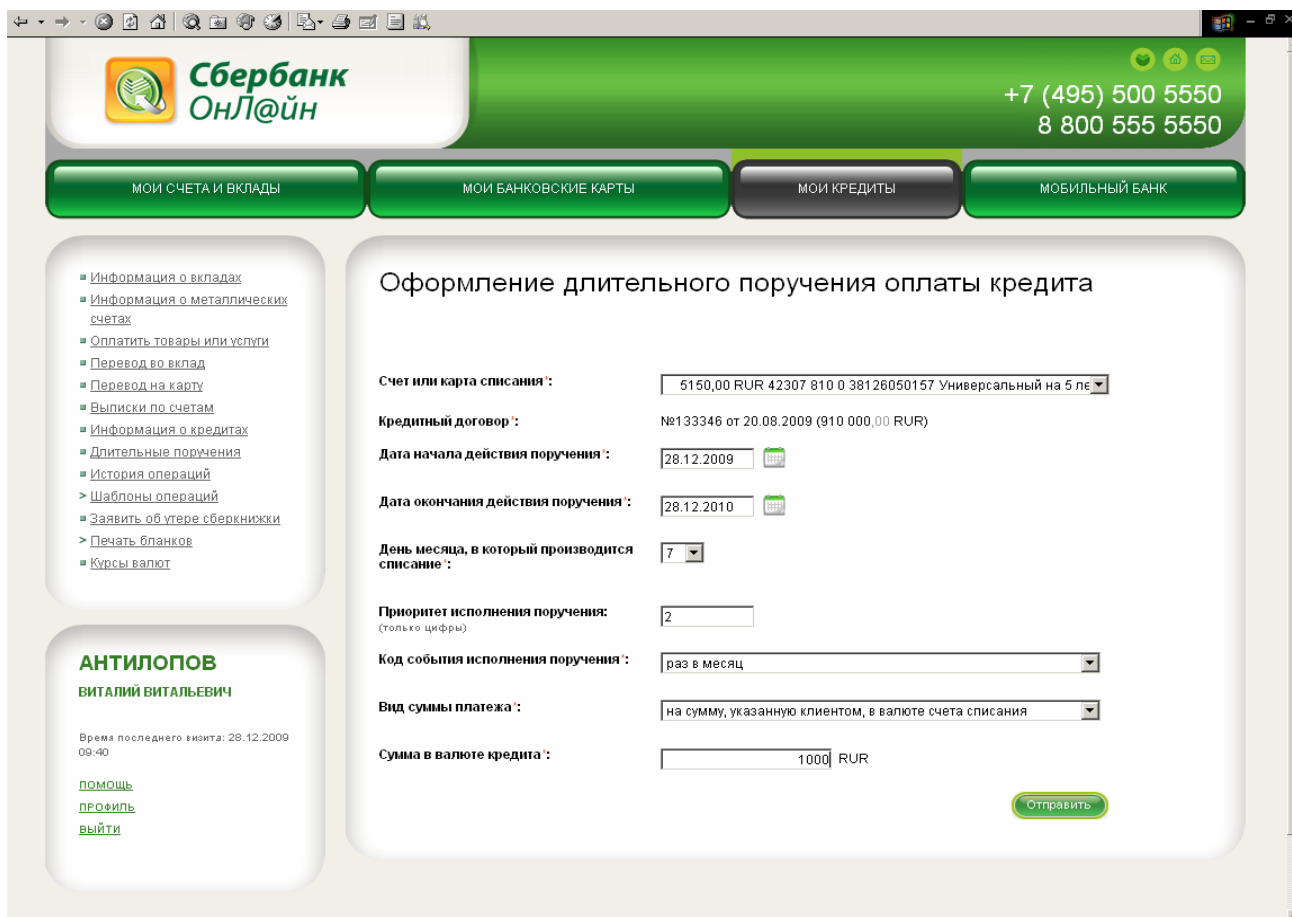 Сбербанк
ОнЛ@йн
+7 (495) 500 5550
8 800 555 5550
МОИ СЧЕТА И ВКЛАДЫ
МОИ БАНКОВСКИЕ КАРТЫ
МОИ КРЕДИТЫ
МОБИЛЬНЫЙ БАНК
Информация о вкладах
Информация о металлических
счетах
Оплатить товары или услуги
Перевод во вклад
Перевод на карту
Выписки по счетам
Информация о кредитах
Длительные поручения
История операций
> Шаблоны операций
Заявить об утере сберкнижки
> Печать бланков
Курсы валют
АНТИЛОПОВ
ВИТАЛИЙ ВИТАЛЬЕВИЧ
Время последнего визита: 28.12.2009
09:40
ПОМОЩЬ
ПРОФИЛЬ
ВЫЙТИ
Оформление длительного поручения оплаты кредита
Счет или карта списания*: 5150,00 RUR 42307 810 0 38126050157 Универсальный на 5 ле
Кредитный договор*: №133346 от 20.08.2009 (910 000,00 RUR)
Дата начала действия поручения*: 28.12.2009
Дата окончания действия поручения*: 28.12.2010
День месяца, в который производится
списание*: 7
Приоритет исполнения поручения: 2
(только цифры)
Код события исполнения поручения*: раз в месяц
Вид суммы платежа*: на сумму, указанную клиентом, в валюте счета списания
Сумма в валюте кредита*: 1000 RUR
Отправить